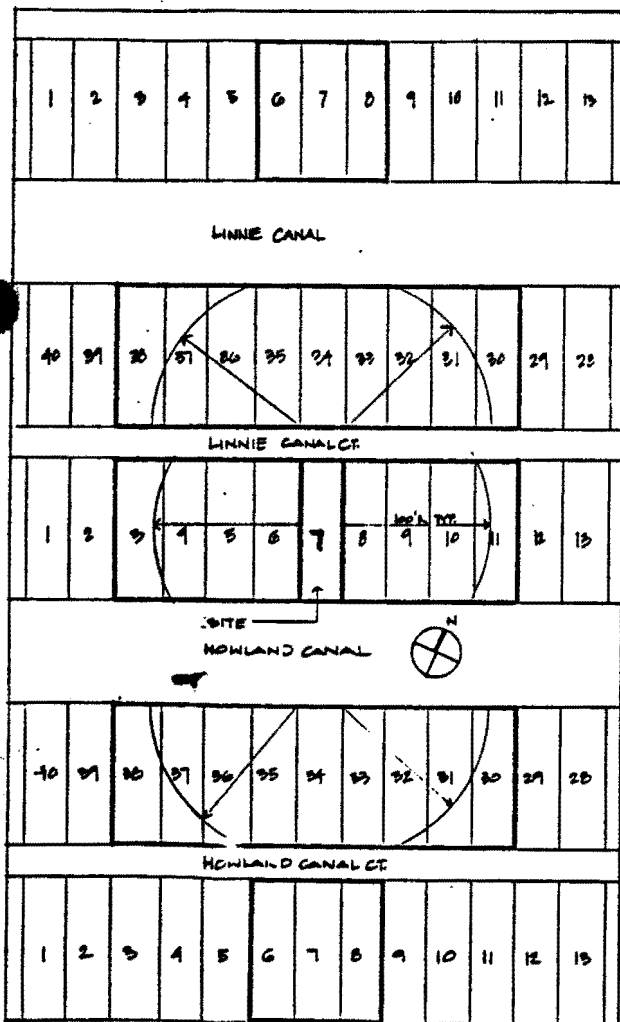 1 2 3 4 5 6 7 8 9 10 11 12 13
LINNIE CANAL
40 39 38 37 36 35 34 33 32 31 30 29 28
LINNIE CANAL CT.
1 2 3 4 5 6 7 8 9 10 11 12 13
100'R. TYP.
SITE
N
HOWLAND CANAL
40 39 38 37 36 35 34 33 32 31 30 29 28
HOWLAND CANAL CT.
1 2 3 4 5 6 7 8 9 10 11 12 13